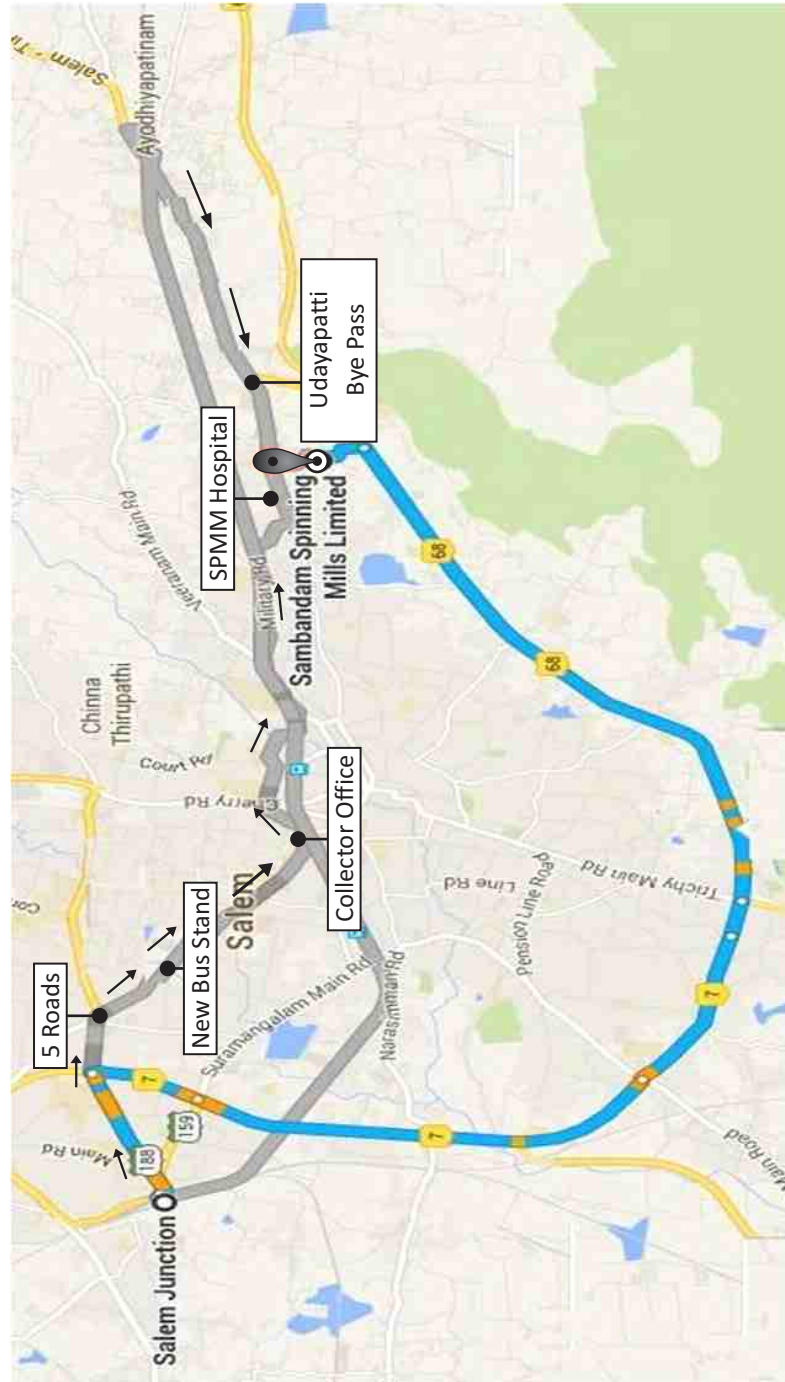 Salem - Ti
Ayodhiyapatinam
Veeranam Main Rd
Military Rd
SPMM Hospital
Udayapatti
Bye Pass
Sambandam Spinning
Mills Limited
Chinna
Thirupathi
Court Rd
Cherry Rd
Salem
Collector Office
New Bus Stand
5 Roads
Suramangalam Main Rd
Narasimman Rd
Line Rd
Pension Line Road
Trichy Main Rd
Main Road
Main Rd
188
159
Salem Junction
7
7
7
68
68